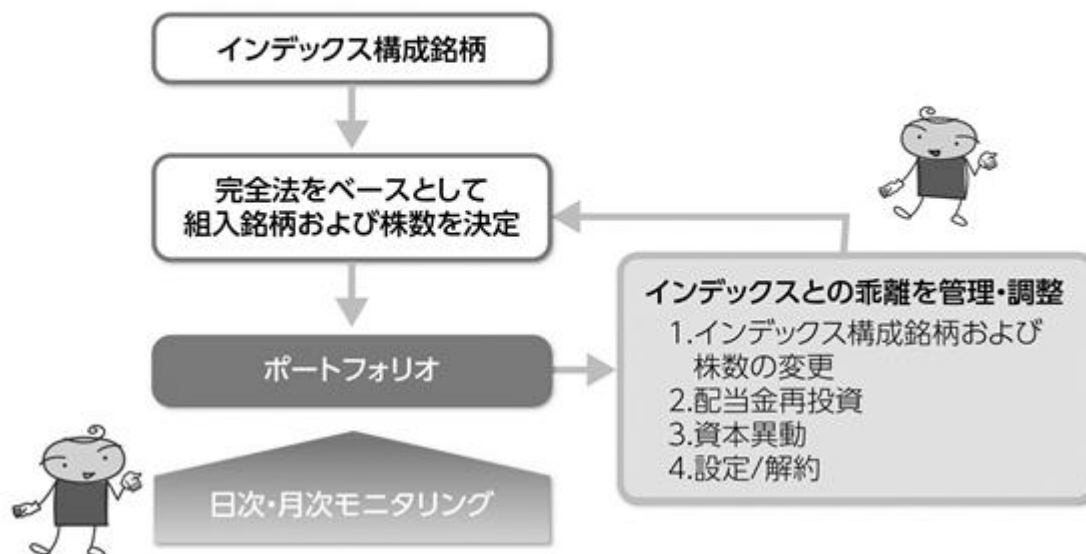 インデックス構成銘柄
完全法をベースとして
組入銘柄および株数を決定
インデックスとの乖離を管理・調整
1.インデックス構成銘柄および
株数の変更
2.配当金再投資
3.資本異動
4.設定/解約
ポートフォリオ
日次・月次モニタリング